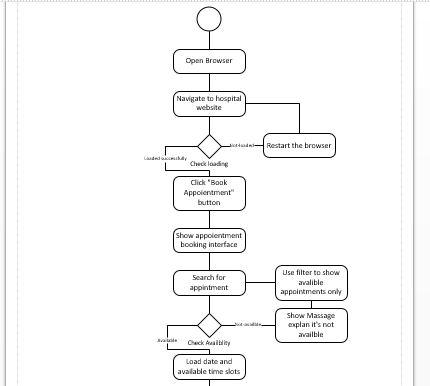 Open Browser
Navigate to hospital
website
Not-loaded
Restart the browser
Loaded successfully
Check loading
Click "Book
Appoientment"
button
Show appoientment
booking interface
Search for
appintment
Use filter to show
avalible
appointments only
Not-availble
Show Massage
explan it's not
availble
Available
Check Availblity
Load date and
available time slots